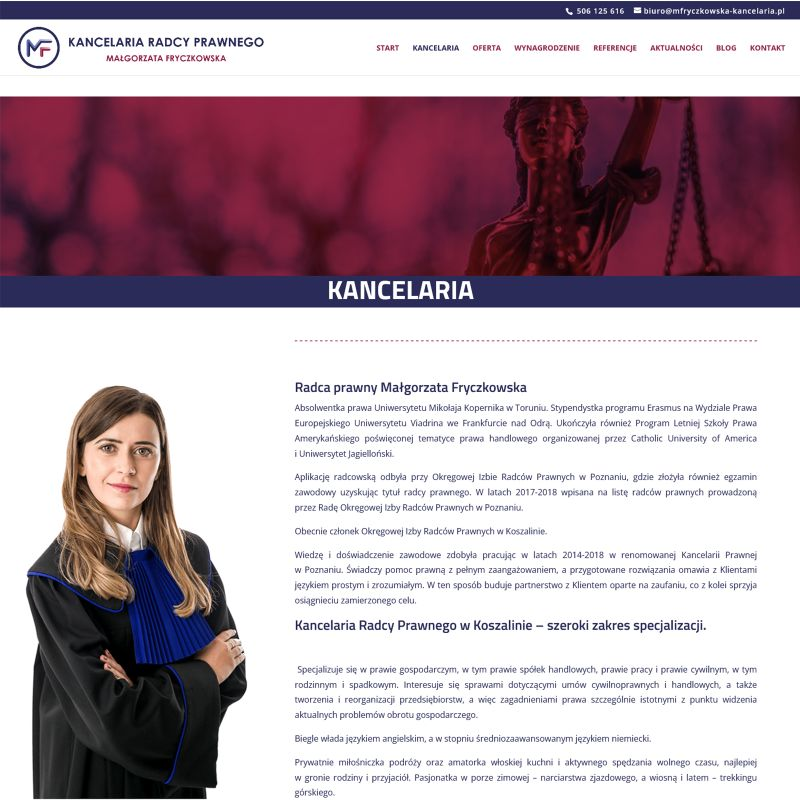 506 125 616 biuro@mfryczkowska-kancelaria.pl
MF KANCELARIA RADCY PRAWNEGO
MAŁGORZATA FRYCZKOWSKA
START KANCELARIA OFERTA WYNAGRODZENIE REFERENCJE AKTUALNOŚCI BLOG KONTAKT
KANCELARIA
Radca prawny Małgorzata Fryczkowska
Absolwentka prawa Uniwersytetu Mikołaja Kopernika w Toruniu. Stypendystka programu Erasmus na Wydziale Prawa
Europejskiego Uniwersytetu Viadrina we Frankfurcie nad Odrą. Ukończyła również Program Letniej Szkoły Prawa
Amerykańskiego poświęconej tematyce prawa handlowego organizowanej przez Catholic University of America
i Uniwersytet Jagielloński.
Aplikację radcowską odbyła przy Okręgowej Izbie Radców Prawnych w Poznaniu, gdzie złożyła również egzamin
zawodowy uzyskując tytuł radcy prawnego. W latach 2017-2018 wpisana na listę radców prawnych prowadzoną
przez Radę Okręgowej Izby Radców Prawnych w Poznaniu.
Obecnie członek Okręgowej Izby Radców Prawnych w Koszalinie.
Wiedzę i doświadczenie zawodowe zdobyła pracując w latach 2014-2018 w renomowanej Kancelarii Prawnej
w Poznaniu. Świadczy pomoc prawną z pełnym zaangażowaniem, a przygotowane rozwiązania omawia z Klientami
językiem prostym i zrozumiałym. W ten sposób buduje partnerstwo z Klientem oparte na zaufaniu, co z kolei sprzyja
osiągnieciu zamierzonego celu.
Kancelaria Radcy Prawnego w Koszalinie – szeroki zakres specjalizacji.
Specjalizuje się w prawie gospodarczym, w tym prawie spółek handlowych, prawie pracy i prawie cywilnym, w tym
rodzinnym i spadkowym. Interesuje się sprawami dotyczącymi umów cywilnoprawnych i handlowych, a także
tworzenia i reorganizacji przedsiębiorstw, a więc zagadnieniami prawa szczególnie istotnymi z punktu widzenia
aktualnych problemów obrotu gospodarczego.
Biegle włada językiem angielskim, a w stopniu średniozaawansowanym językiem niemieckim.
Prywatnie miłośniczka podróży oraz amatorka włoskiej kuchni i aktywnego spędzania wolnego czasu, najlepiej
w gronie rodziny i przyjaciół. Pasjonatka w porze zimowej – narciarstwa zjazdowego, a wiosną i latem – trekkingu
górskiego.